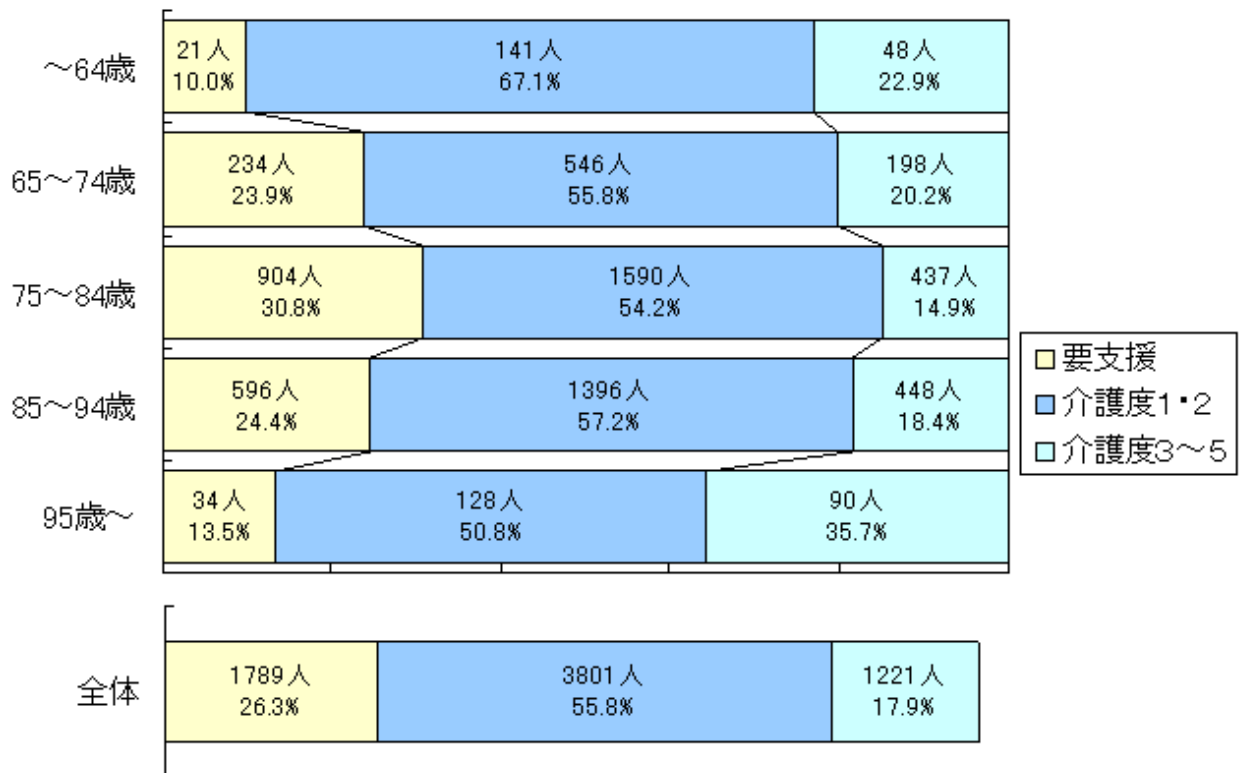 ～64歳
21人
10.0%
141人
67.1%
48人
22.9%
65～74歳
234人
23.9%
546人
55.8%
198人
20.2%
75～84歳
904人
30.8%
1590人
54.2%
437人
14.9%
85～94歳
596人
24.4%
1396人
57.2%
448人
18.4%
95歳～
34人
13.5%
128人
50.8%
90人
35.7%
要支援
介護度1・2
介護度3～5
全体
1789人
26.3%
3801人
55.8%
1221人
17.9%